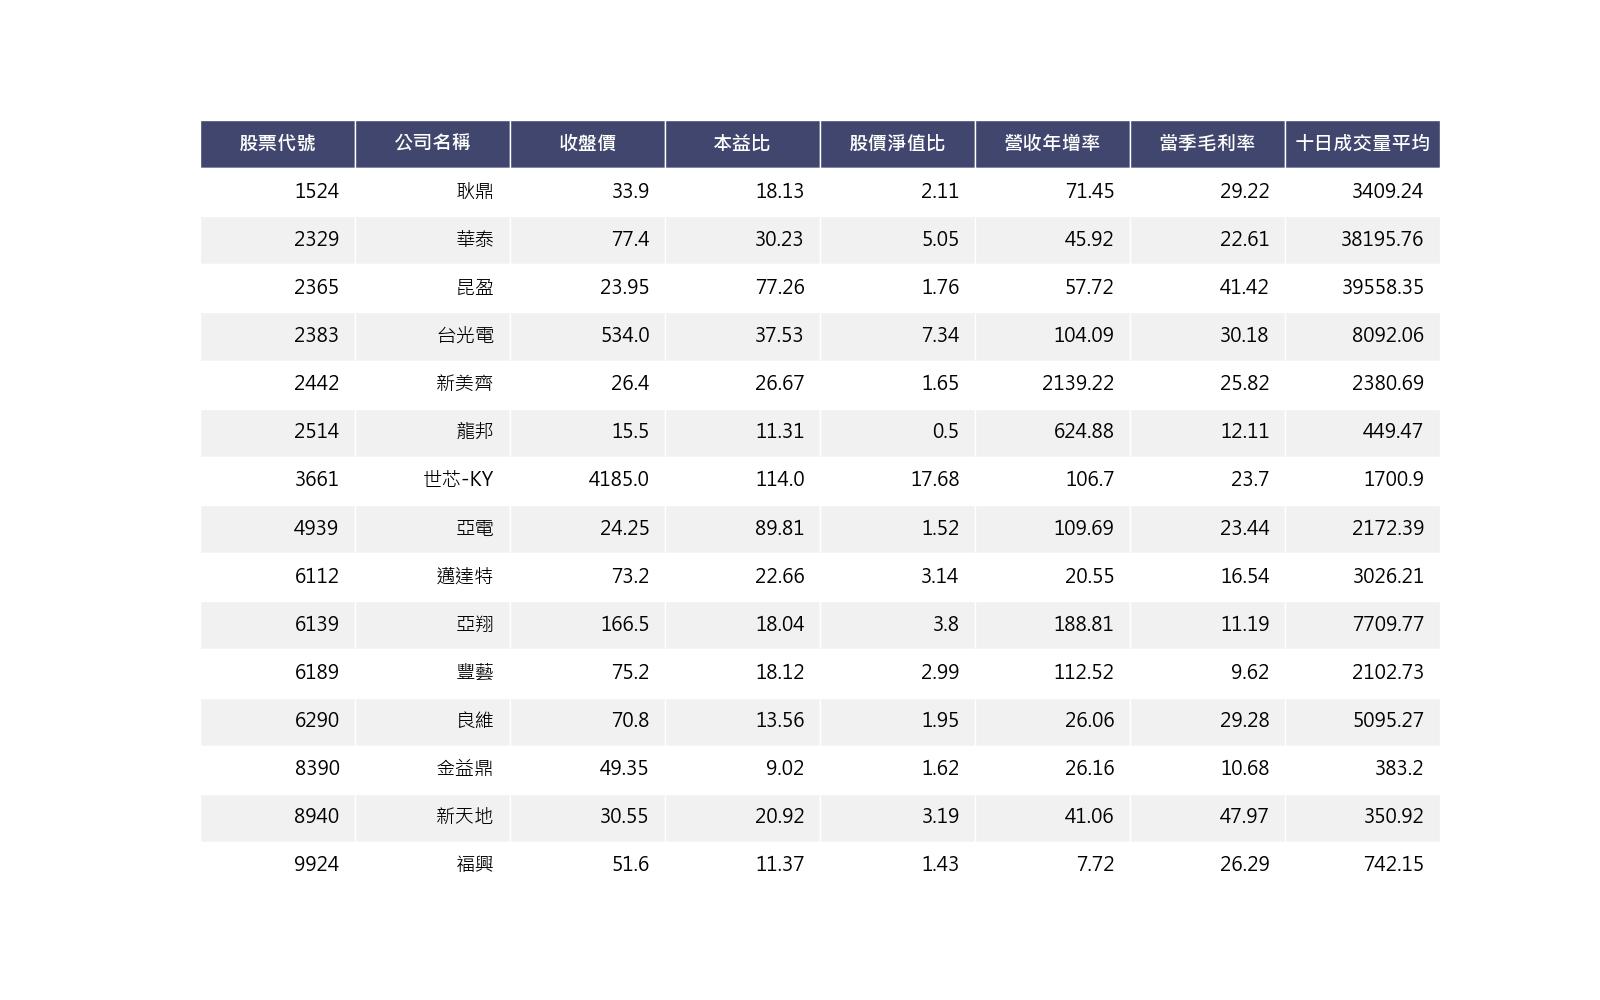 股票代號 公司名稱 收盤價 本益比 股價淨值比 營收年增率 當季毛利率 十日成交量平均
1524 耿鼎 33.9 18.13 2.11 71.45 29.22 3409.24
2329 華泰 77.4 30.23 5.05 45.92 22.61 38195.76
2365 昆盈 23.95 77.26 1.76 57.72 41.42 39558.35
2383 台光電 534.0 37.53 7.34 104.09 30.18 8092.06
2442 新美齊 26.4 26.67 1.65 2139.22 25.82 2380.69
2514 龍邦 15.5 11.31 0.5 624.88 12.11 449.47
3661 世芯-KY 4185.0 114.0 17.68 106.7 23.7 1700.9
4939 亞電 24.25 89.81 1.52 109.69 23.44 2172.39
6112 邁達特 73.2 22.66 3.14 20.55 16.54 3026.21
6139 亞翔 166.5 18.04 3.8 188.81 11.19 7709.77
6189 豐藝 75.2 18.12 2.99 112.52 9.62 2102.73
6290 良維 70.8 13.56 1.95 26.06 29.28 5095.27
8390 金益鼎 49.35 9.02 1.62 26.16 10.68 383.2
8940 新天地 30.55 20.92 3.19 41.06 47.97 350.92
9924 福興 51.6 11.37 1.43 7.72 26.29 742.15